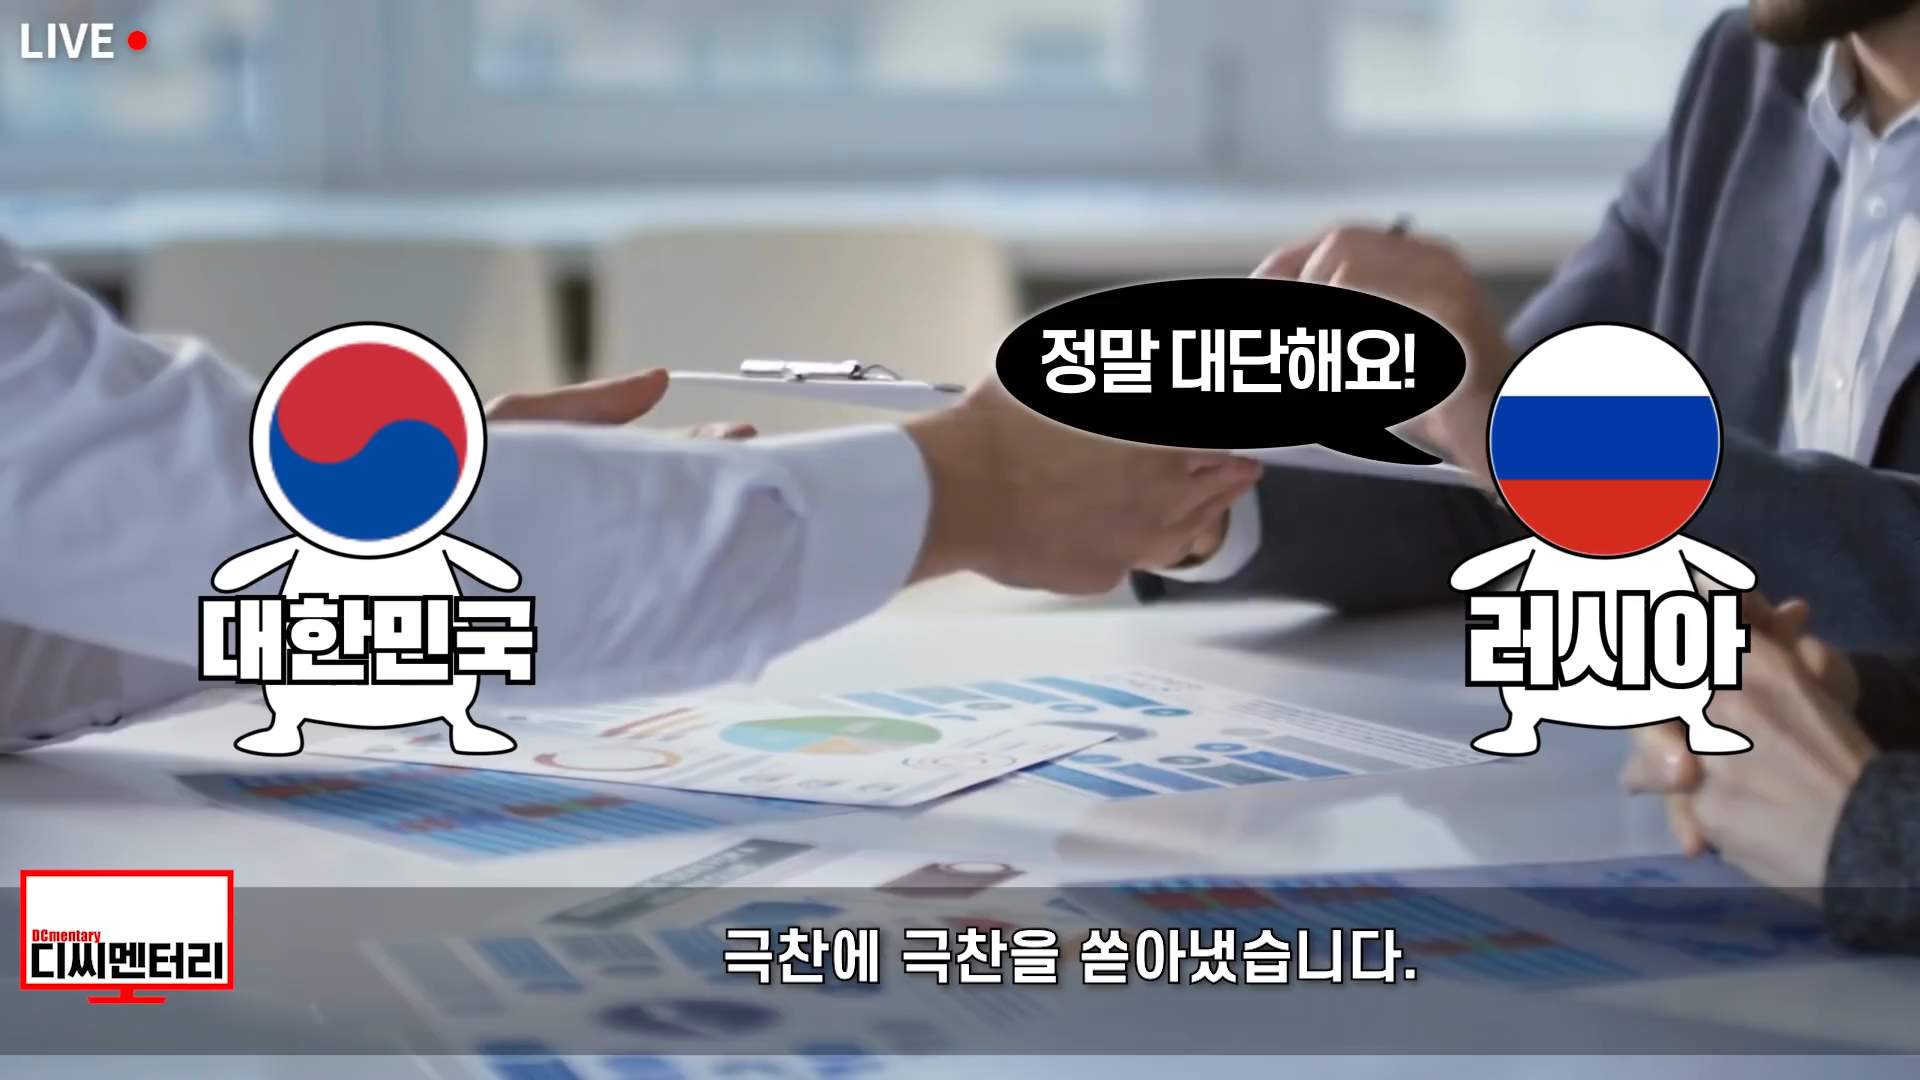 LIVE
정말 대단해요!
대한민국
러시아
DCmentary
디씨멘터리
극찬에 극찬을 쏟아냈습니다.